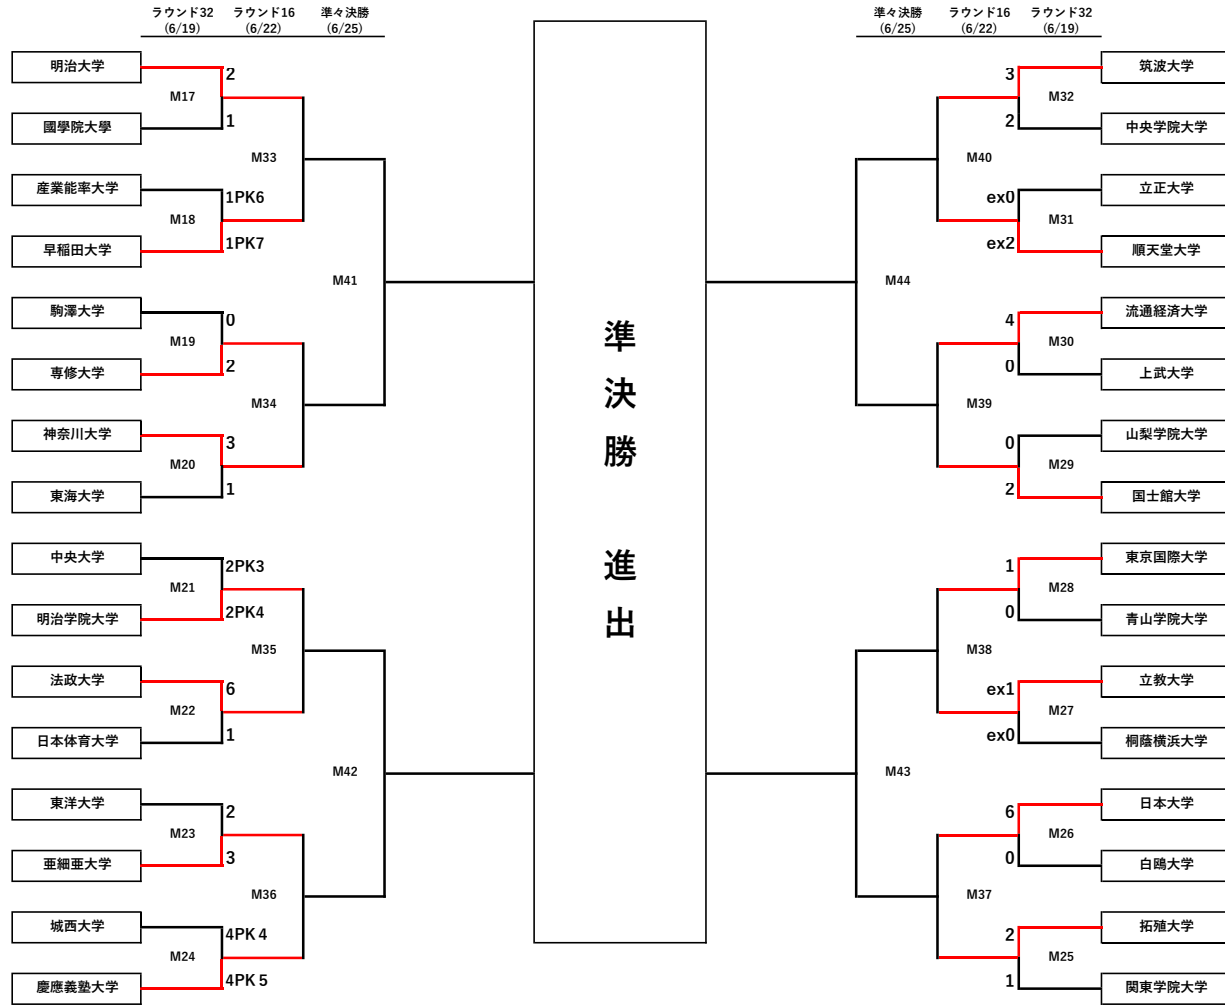 ラウンド32 ラウンド16 準々決勝
(6/19) (6/22) (6/25)
準々決勝 ラウンド16 ラウンド32
(6/25) (6/22) (6/19)
明治大学
2
M17
國學院大學
1
M33
産業能率大学
1PK6
M18
早稲田大学
1PK7
M41
駒澤大学
0
M19
専修大学
2
M34
神奈川大学
3
M20
東海大学
1
中央大学
2PK3
M21
明治学院大学
2PK4
M35
法政大学
6
M22
日本体育大学
1
M42
東洋大学
2
M23
亜細亜大学
3
M36
城西大学
4PK 4
M24
慶應義塾大学
4PK 5
準
決
勝
進
出
筑波大学
3
M32
中央学院大学
2
M40
立正大学
ex0
M31
順天堂大学
ex2
M44
流通経済大学
4
M30
上武大学
0
M39
山梨学院大学
0
M29
国士館大学
2
東京国際大学
1
M28
青山学院大学
0
M38
立教大学
ex1
M27
桐蔭横浜大学
ex0
M43
日本大学
6
M26
白鴎大学
0
M37
拓殖大学
2
M25
関東学院大学
1